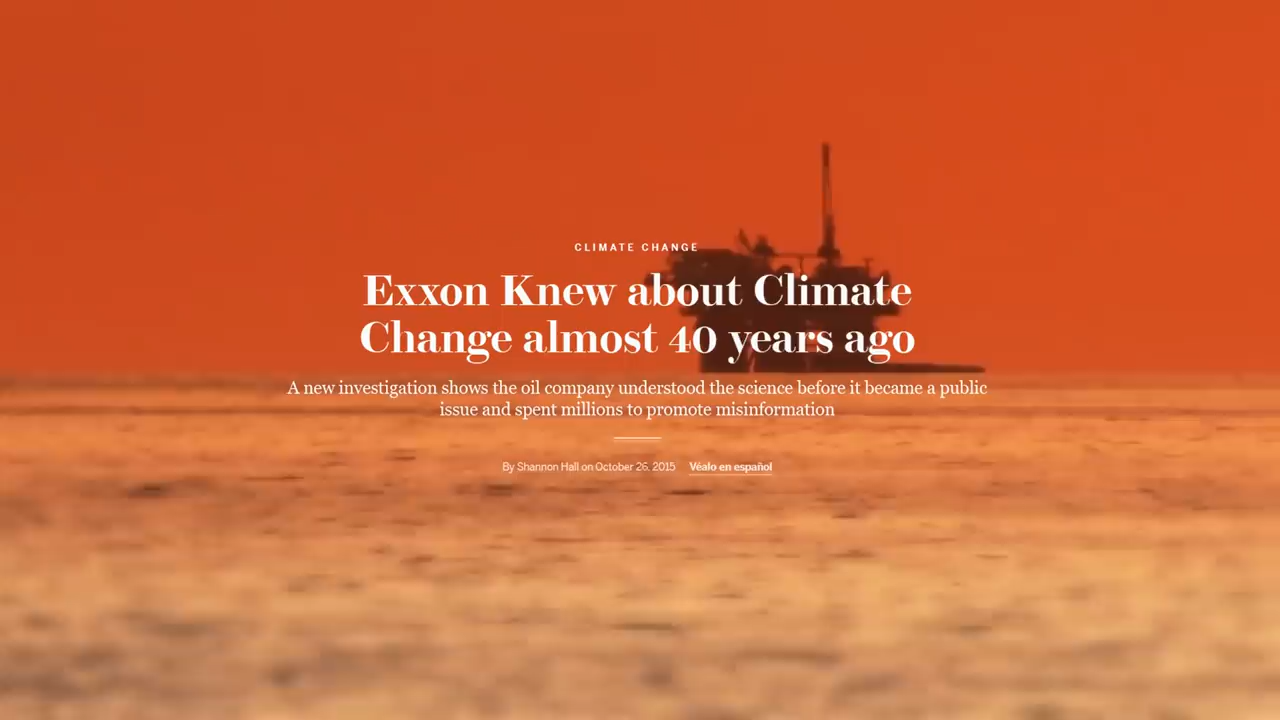 CLIMATE CHANGE
Exxon Knew about Climate
Change almost 40 years ago
A new investigation shows the oil company understood the science before it became a public
issue and spent millions to promote misinformation
By Shannon Hall on October 26, 2015 Véalo en español